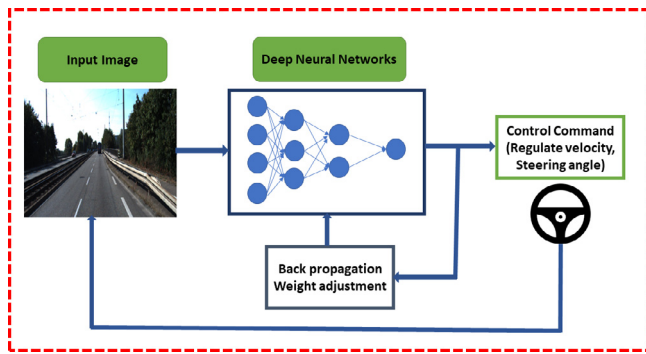 Input Image
Deep Neural Networks
Control Command
(Regulate velocity,
Steering angle)
Back propagation
Weight adjustment